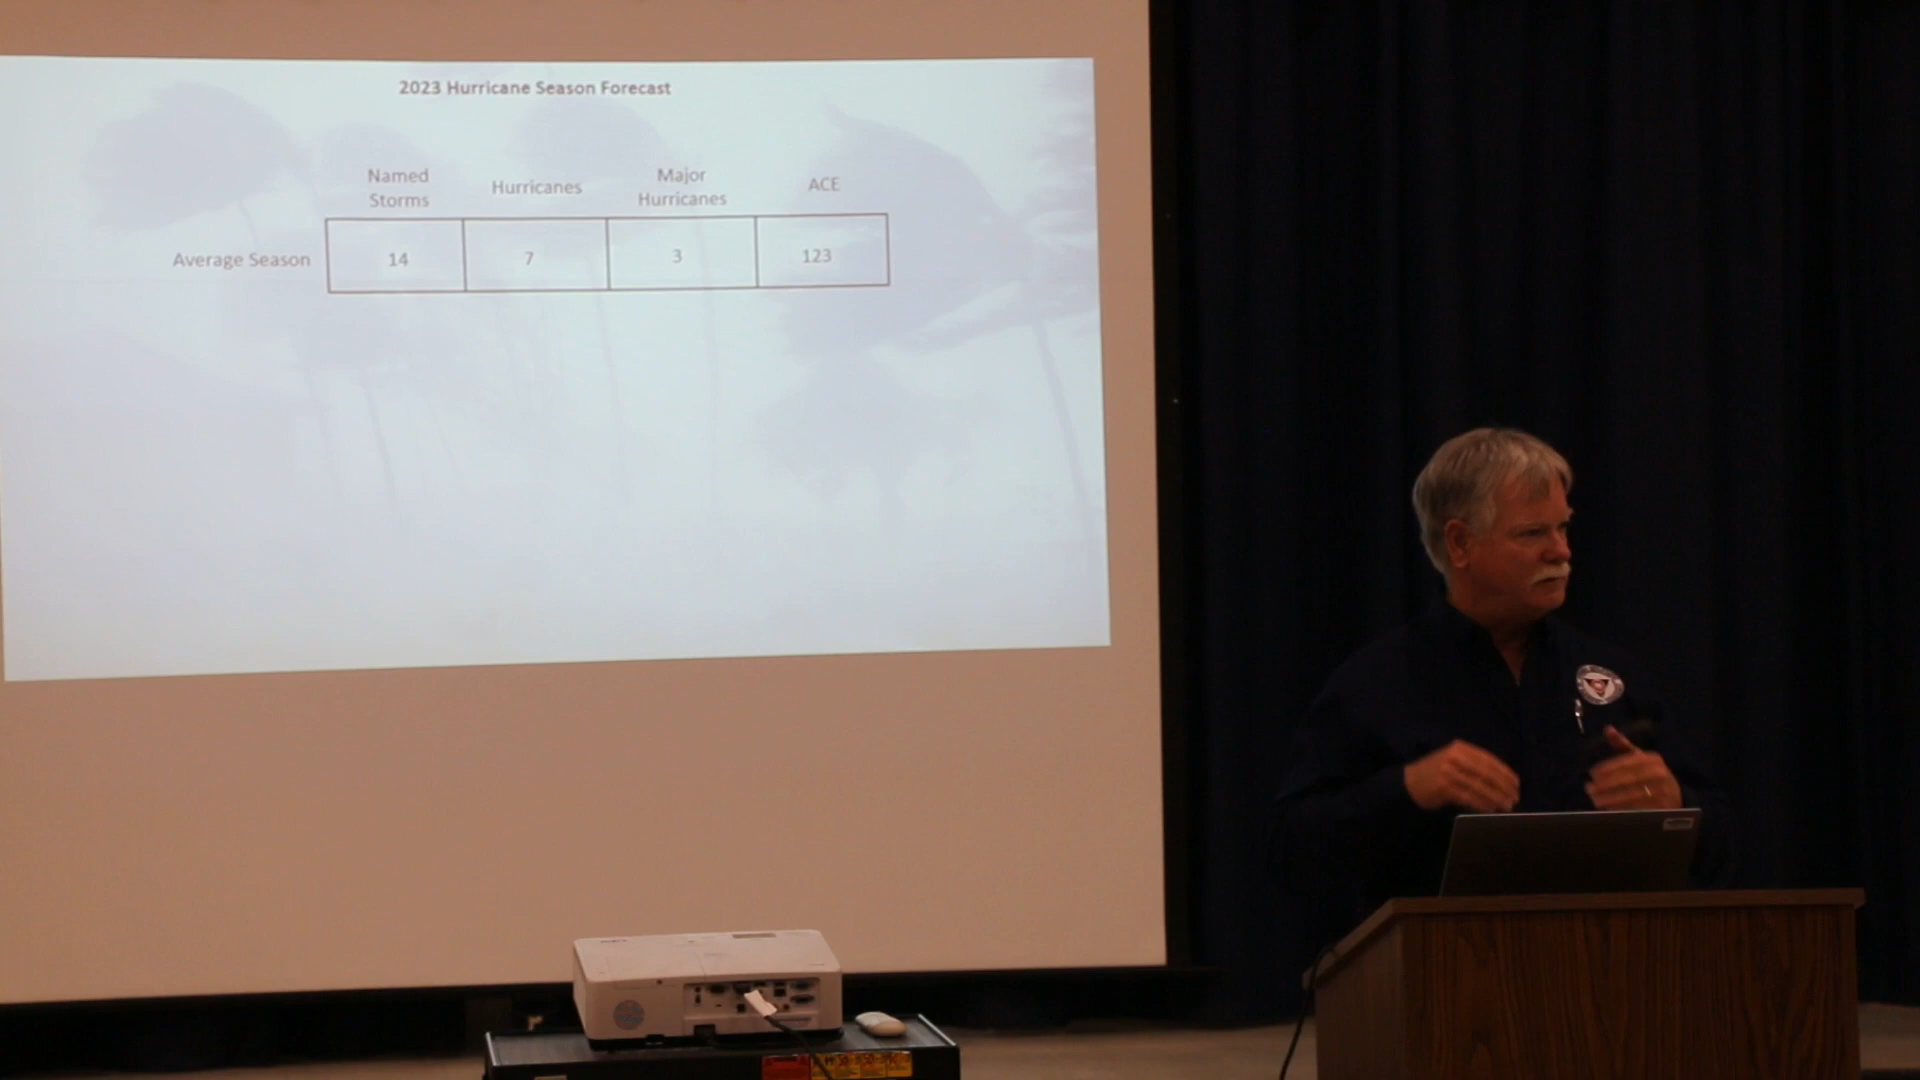 2023 Hurricane Season Forecast
Named
Storms
Hurricanes
Major
Hurricanes
ACE
Average Season
14
7
3
123